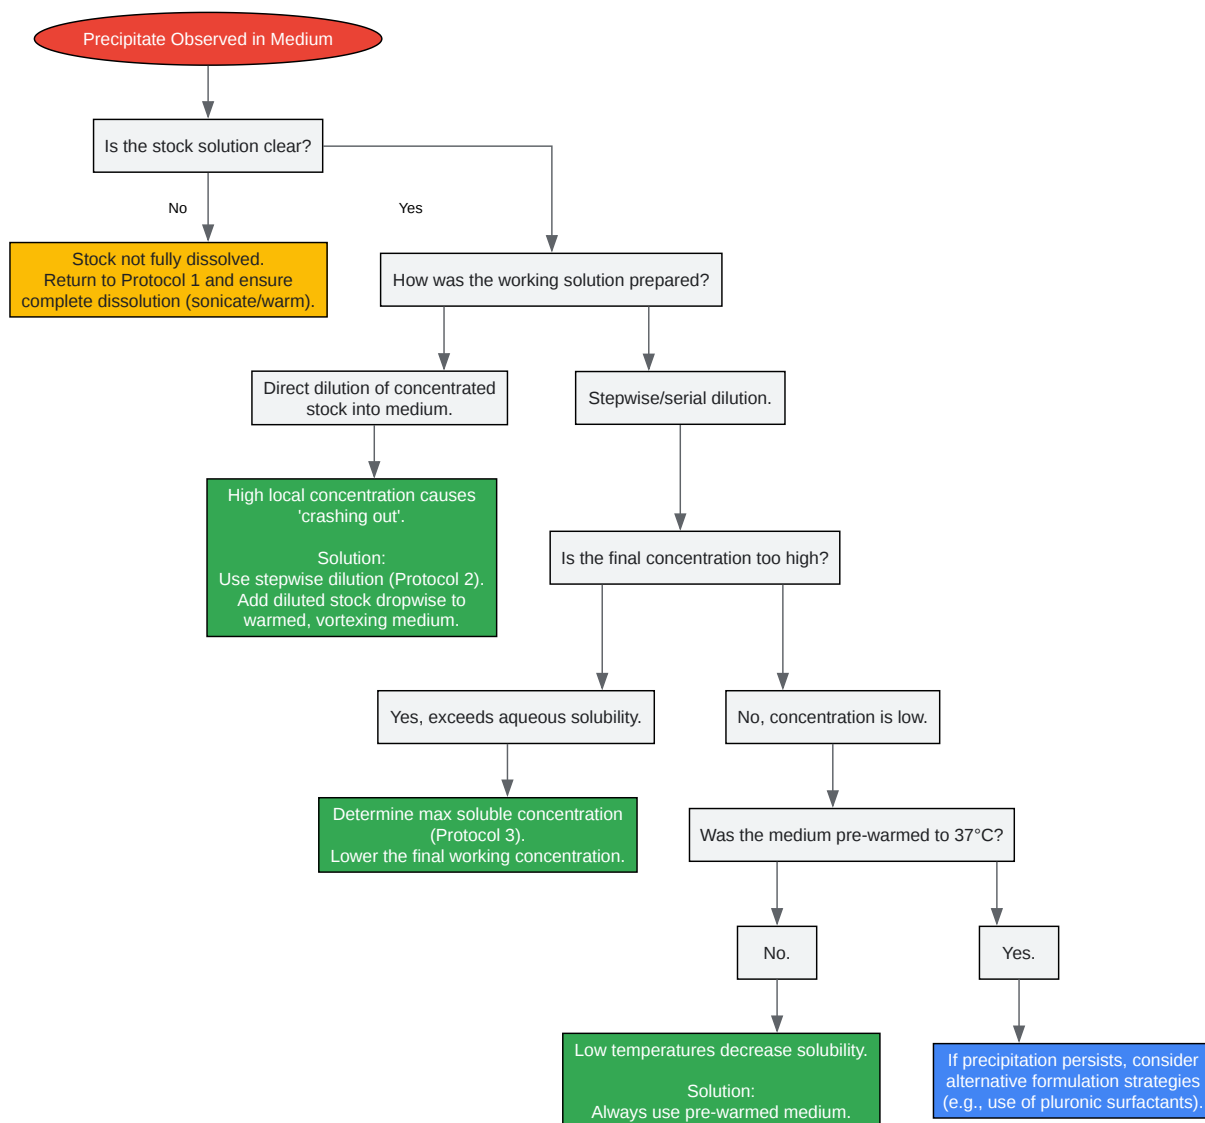 Precipitate Observed in Medium
Is the stock solution clear?
No
Yes
Stock not fully dissolved.
Return to Protocol 1 and ensure
complete dissolution (sonicate/warm).
How was the working solution prepared?
Direct dilution of concentrated
stock into medium.
Stepwise/serial dilution.
High local concentration causes
'crashing out'.
Solution:
Use stepwise dilution (Protocol 2).
Add diluted stock dropwise to
warmed, vortexing medium.
Is the final concentration too high?
Yes, exceeds aqueous solubility.
No, concentration is low.
Determine max soluble concentration
(Protocol 3).
Lower the final working concentration.
Was the medium pre-warmed to 37°C?
No.
Yes.
Low temperatures decrease solubility.
Solution:
Always use pre-warmed medium.
If precipitation persists, consider
alternative formulation strategies
(e.g., use of pluronic surfactants).